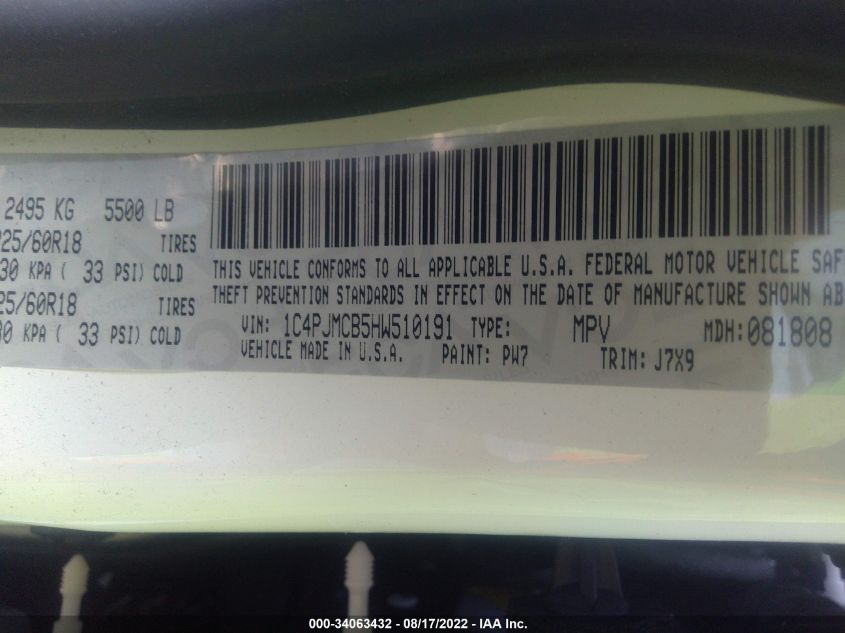 2495 KG 5500 LB
225/60R18 TIRES
30 KPA ( 33 PSI) COLD
25/60R18 TIRES
30 KPA ( 33 PSI) COLD
THIS VEHICLE CONFORMS TO ALL APPLICABLE U.S.A. FEDERAL MOTOR VEHICLE SAF
THEFT PREVENTION STANDARDS IN EFFECT ON THE DATE OF MANUFACTURE SHOWN AB
VIN: 1C4PJMCB5HW510191 TYPE: MPV MDH:081808
VEHICLE MADE IN U.S.A. PAINT: PW7 TRIM: J7X9
000-34063432 - 08/17/2022 - IAA Inc.